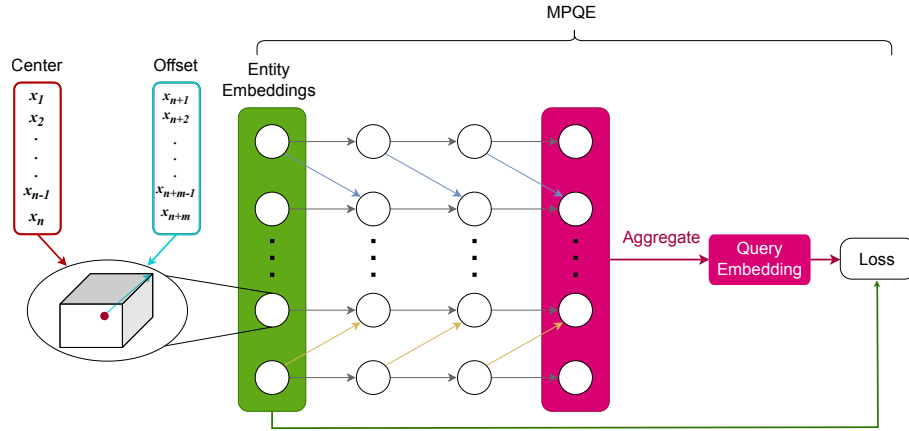 MPQE
Center
Offset
Entity
Embeddings
x1
x2
.
.
.
xn-1
xn
xn+1
xn+2
.
.
.
xn+m-1
xn+m
Aggregate
Query
Embedding
Loss